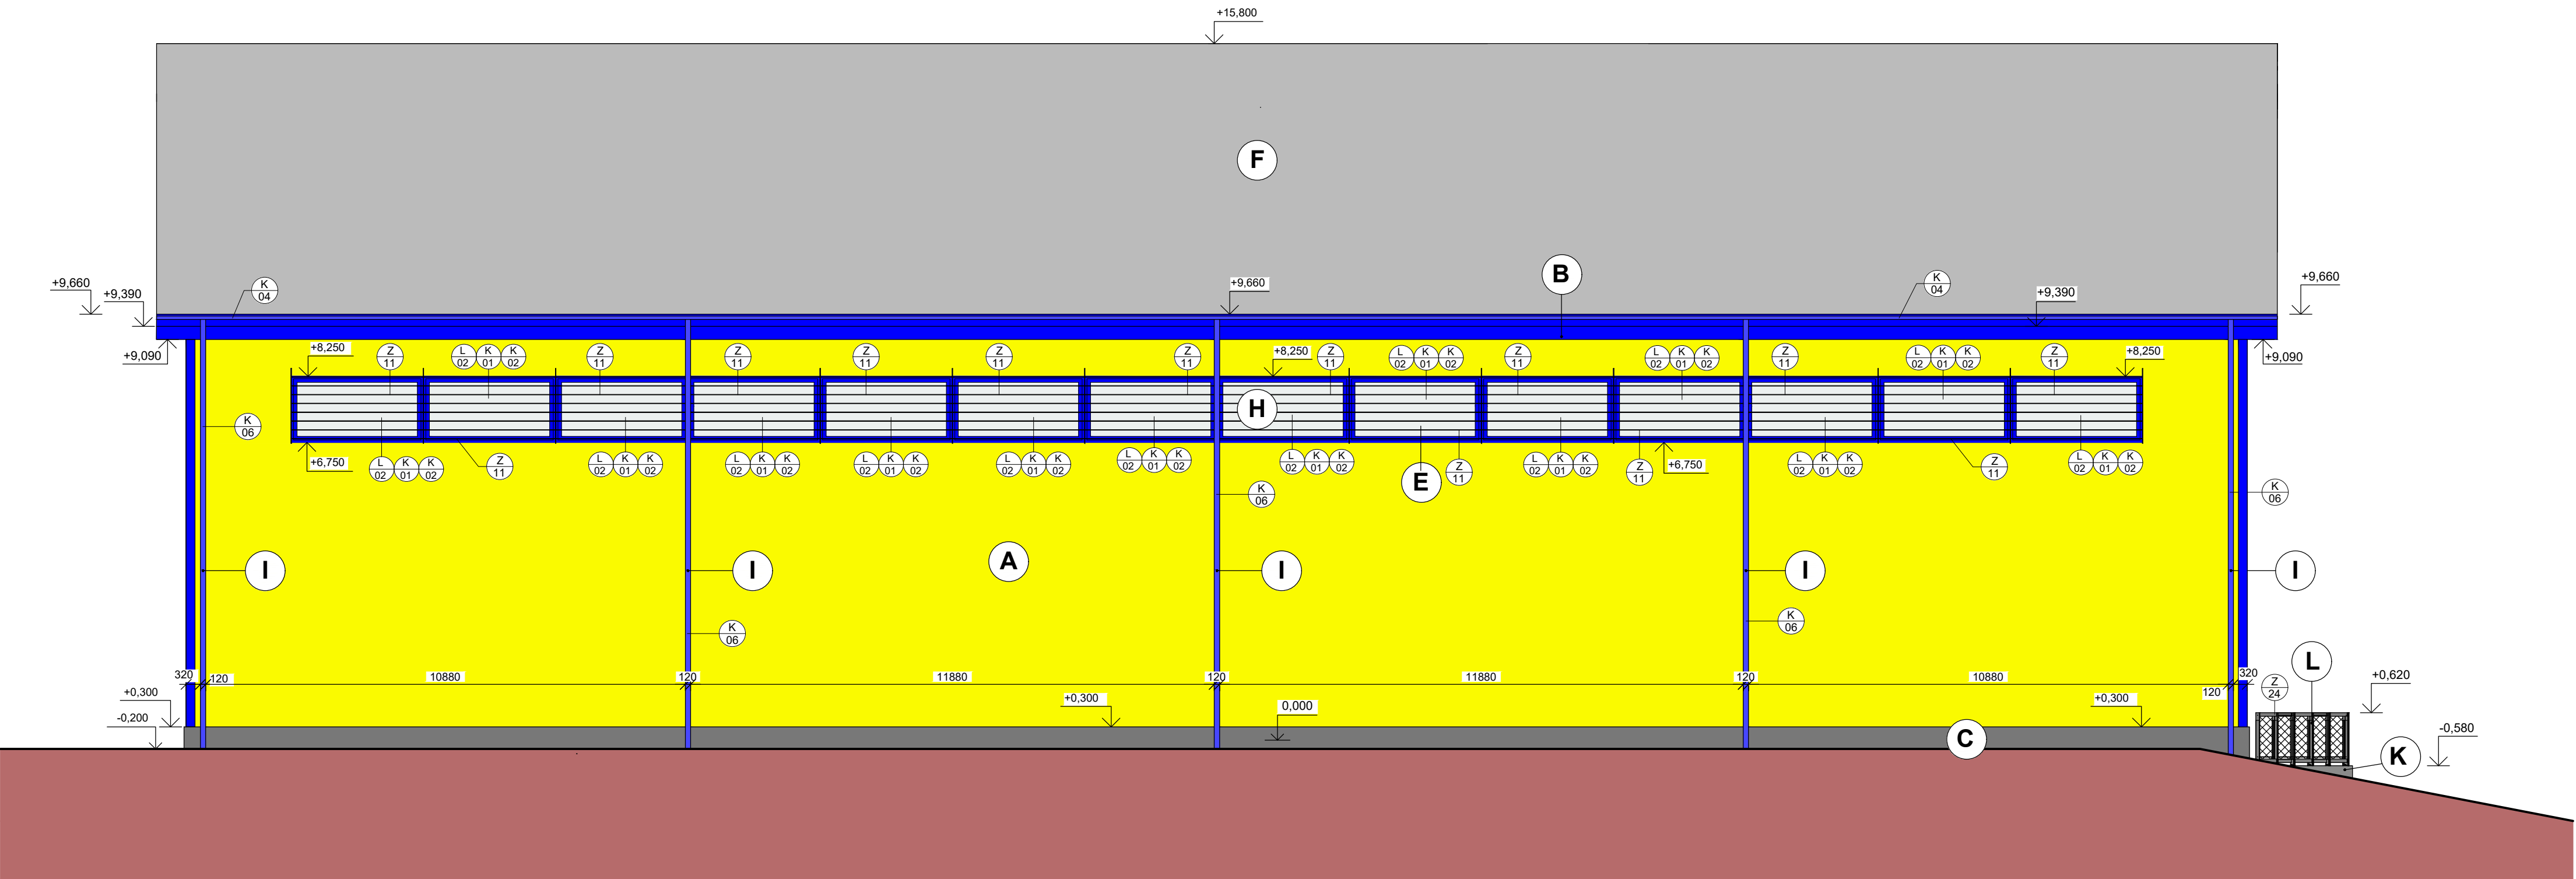 +15,800
F
B
+9,660
+9,390
K
04
+9,660
K
04
+9,390
+9,660
+9,090
+9,090
+8,250
Z
11
L K K
02 01 02
Z
11
Z
11
Z
11
Z
11
Z
11
+8,250
Z
11
L K K
02 01 02
Z
11
L K K
02 01 02
Z
11
L K K
02 01 02
Z
11
+8,250
H
K
06
+6,750
L K K
02 01 02
Z
11
L K K
02 01 02
L K K
02 01 02
L K K
02 01 02
L K K
02 01 02
L K K
02 01 02
L K K
02 01 02
E
Z
11
L K K
02 01 02
Z
11
+6,750
L K K
02 01 02
Z
11
L K K
02 01 02
K
06
K
06
A
I
I
I
I
I
K
06
K
06
320
120
10880
120
11880
120
11880
120
10880
120
320
+0,300
-0,200
+0,300
0,000
+0,300
C
Z
24
L
+0,620
-0,580
K